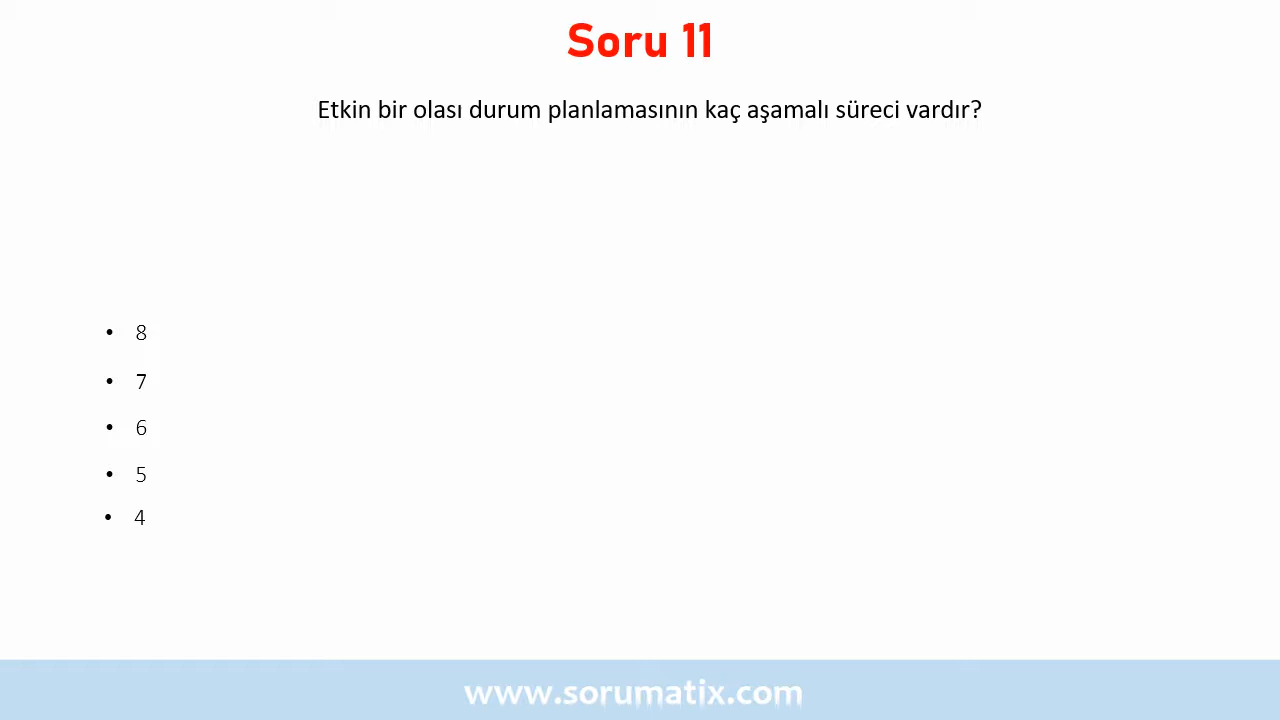 Soru 11
Etkin bir olası durum planlamasının kaç aşamalı süreci vardır?
• 8
• 7
• 6
• 5
• 4
www.sorumatix.com